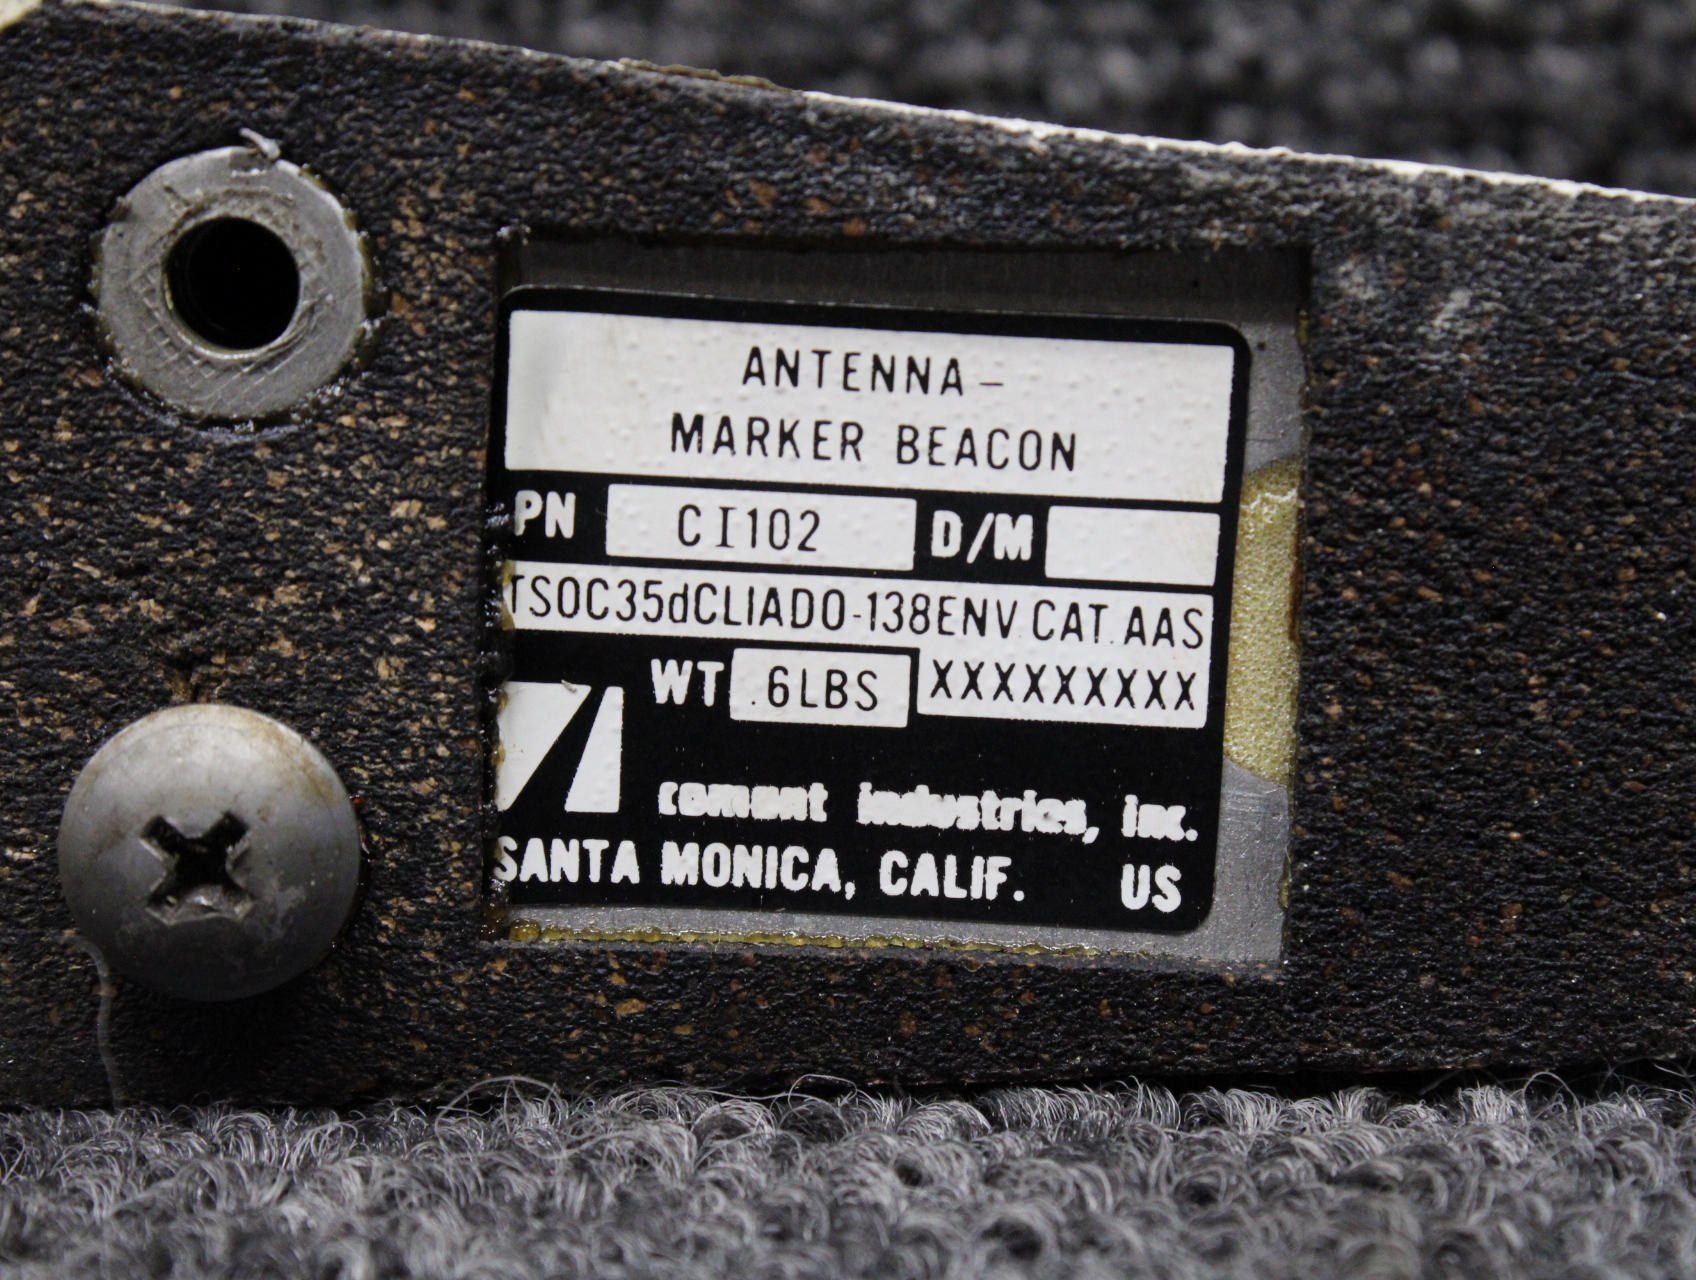 ANTENNA –
MARKER BEACON
PN CI102 D/M
TSOC35dCLIADO-138ENV.CAT.AAS
WT .6LBS XXXXXXXXX
comant industries, inc.
SANTA MONICA, CALIF. US